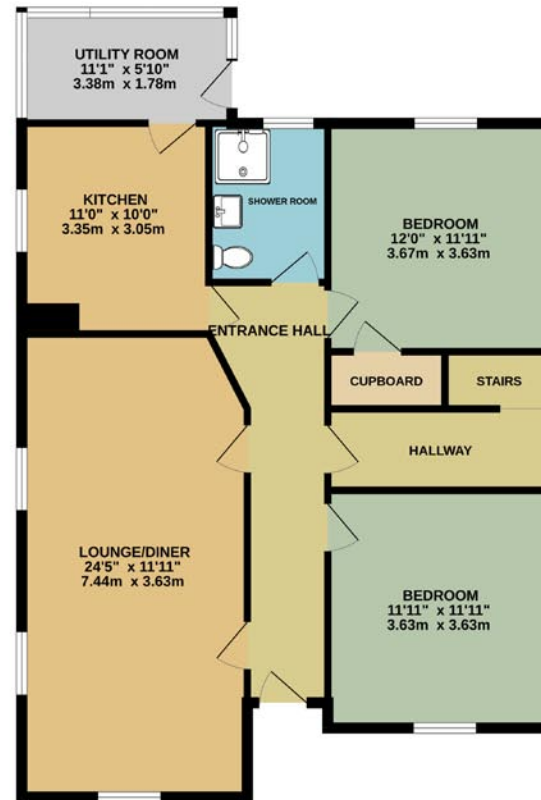 UTILITY ROOM
11'1" x 5'10"
3.38m x 1.78m
KITCHEN
11'0" x 10'0"
3.35m x 3.05m
SHOWER ROOM
BEDROOM
12'0" x 11'11"
3.67m x 3.63m
ENTRANCE HALL
CUPBOARD
STAIRS
HALLWAY
LOUNGE/DINER
24'5" x 11'11"
7.44m x 3.63m
BEDROOM
11'11" x 11'11"
3.63m x 3.63m